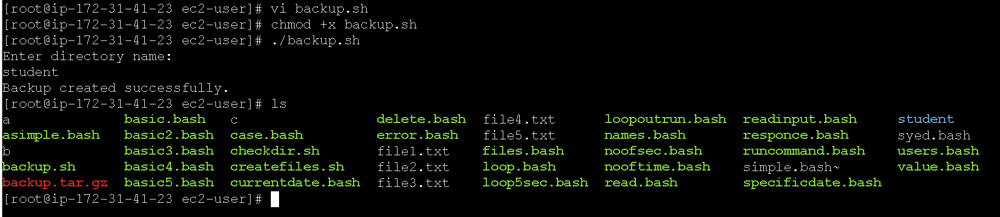 [root@ip-172-31-41-23 ec2-user]# vi backup.sh
[root@ip-172-31-41-23 ec2-user]# chmod +x backup.sh
[root@ip-172-31-41-23 ec2-user]# ./backup.sh
Enter directory name:
student
Backup created successfully.
[root@ip-172-31-41-23 ec2-user]# ls
a basic.bash c delete.bash file4.txt loopoutrun.bash readinput.bash student
asimple.bash basic2.bash case.bash error.bash file5.txt names.bash responce.bash syed.bash
b basic3.bash checkdir.sh file1.txt files.bash noofsec.bash runcommand.bash users.bash
backup.sh basic4.bash createfiles.sh file2.txt loop.bash nooftime.bash simple.bash~ value.bash
backup.tar.gz basic5.bash currentdate.bash file3.txt loop5sec.bash read.bash specificdate.bash
[root@ip-172-31-41-23 ec2-user]#